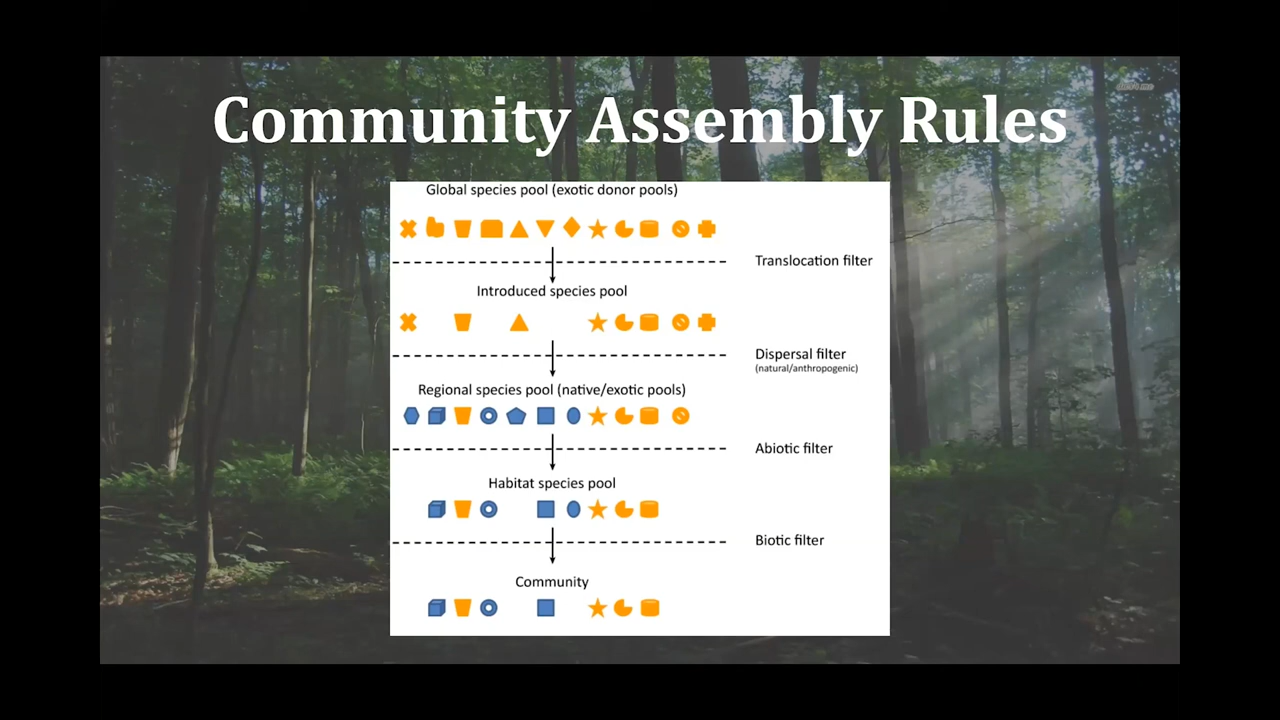 Community Assembly Rules
Global species pool (exotic donor pools)
Translocation filter
Introduced species pool
Dispersal filter
(natural/anthropogenic)
Regional species pool (native/exotic pools)
Abiotic filter
Habitat species pool
Biotic filter
Community